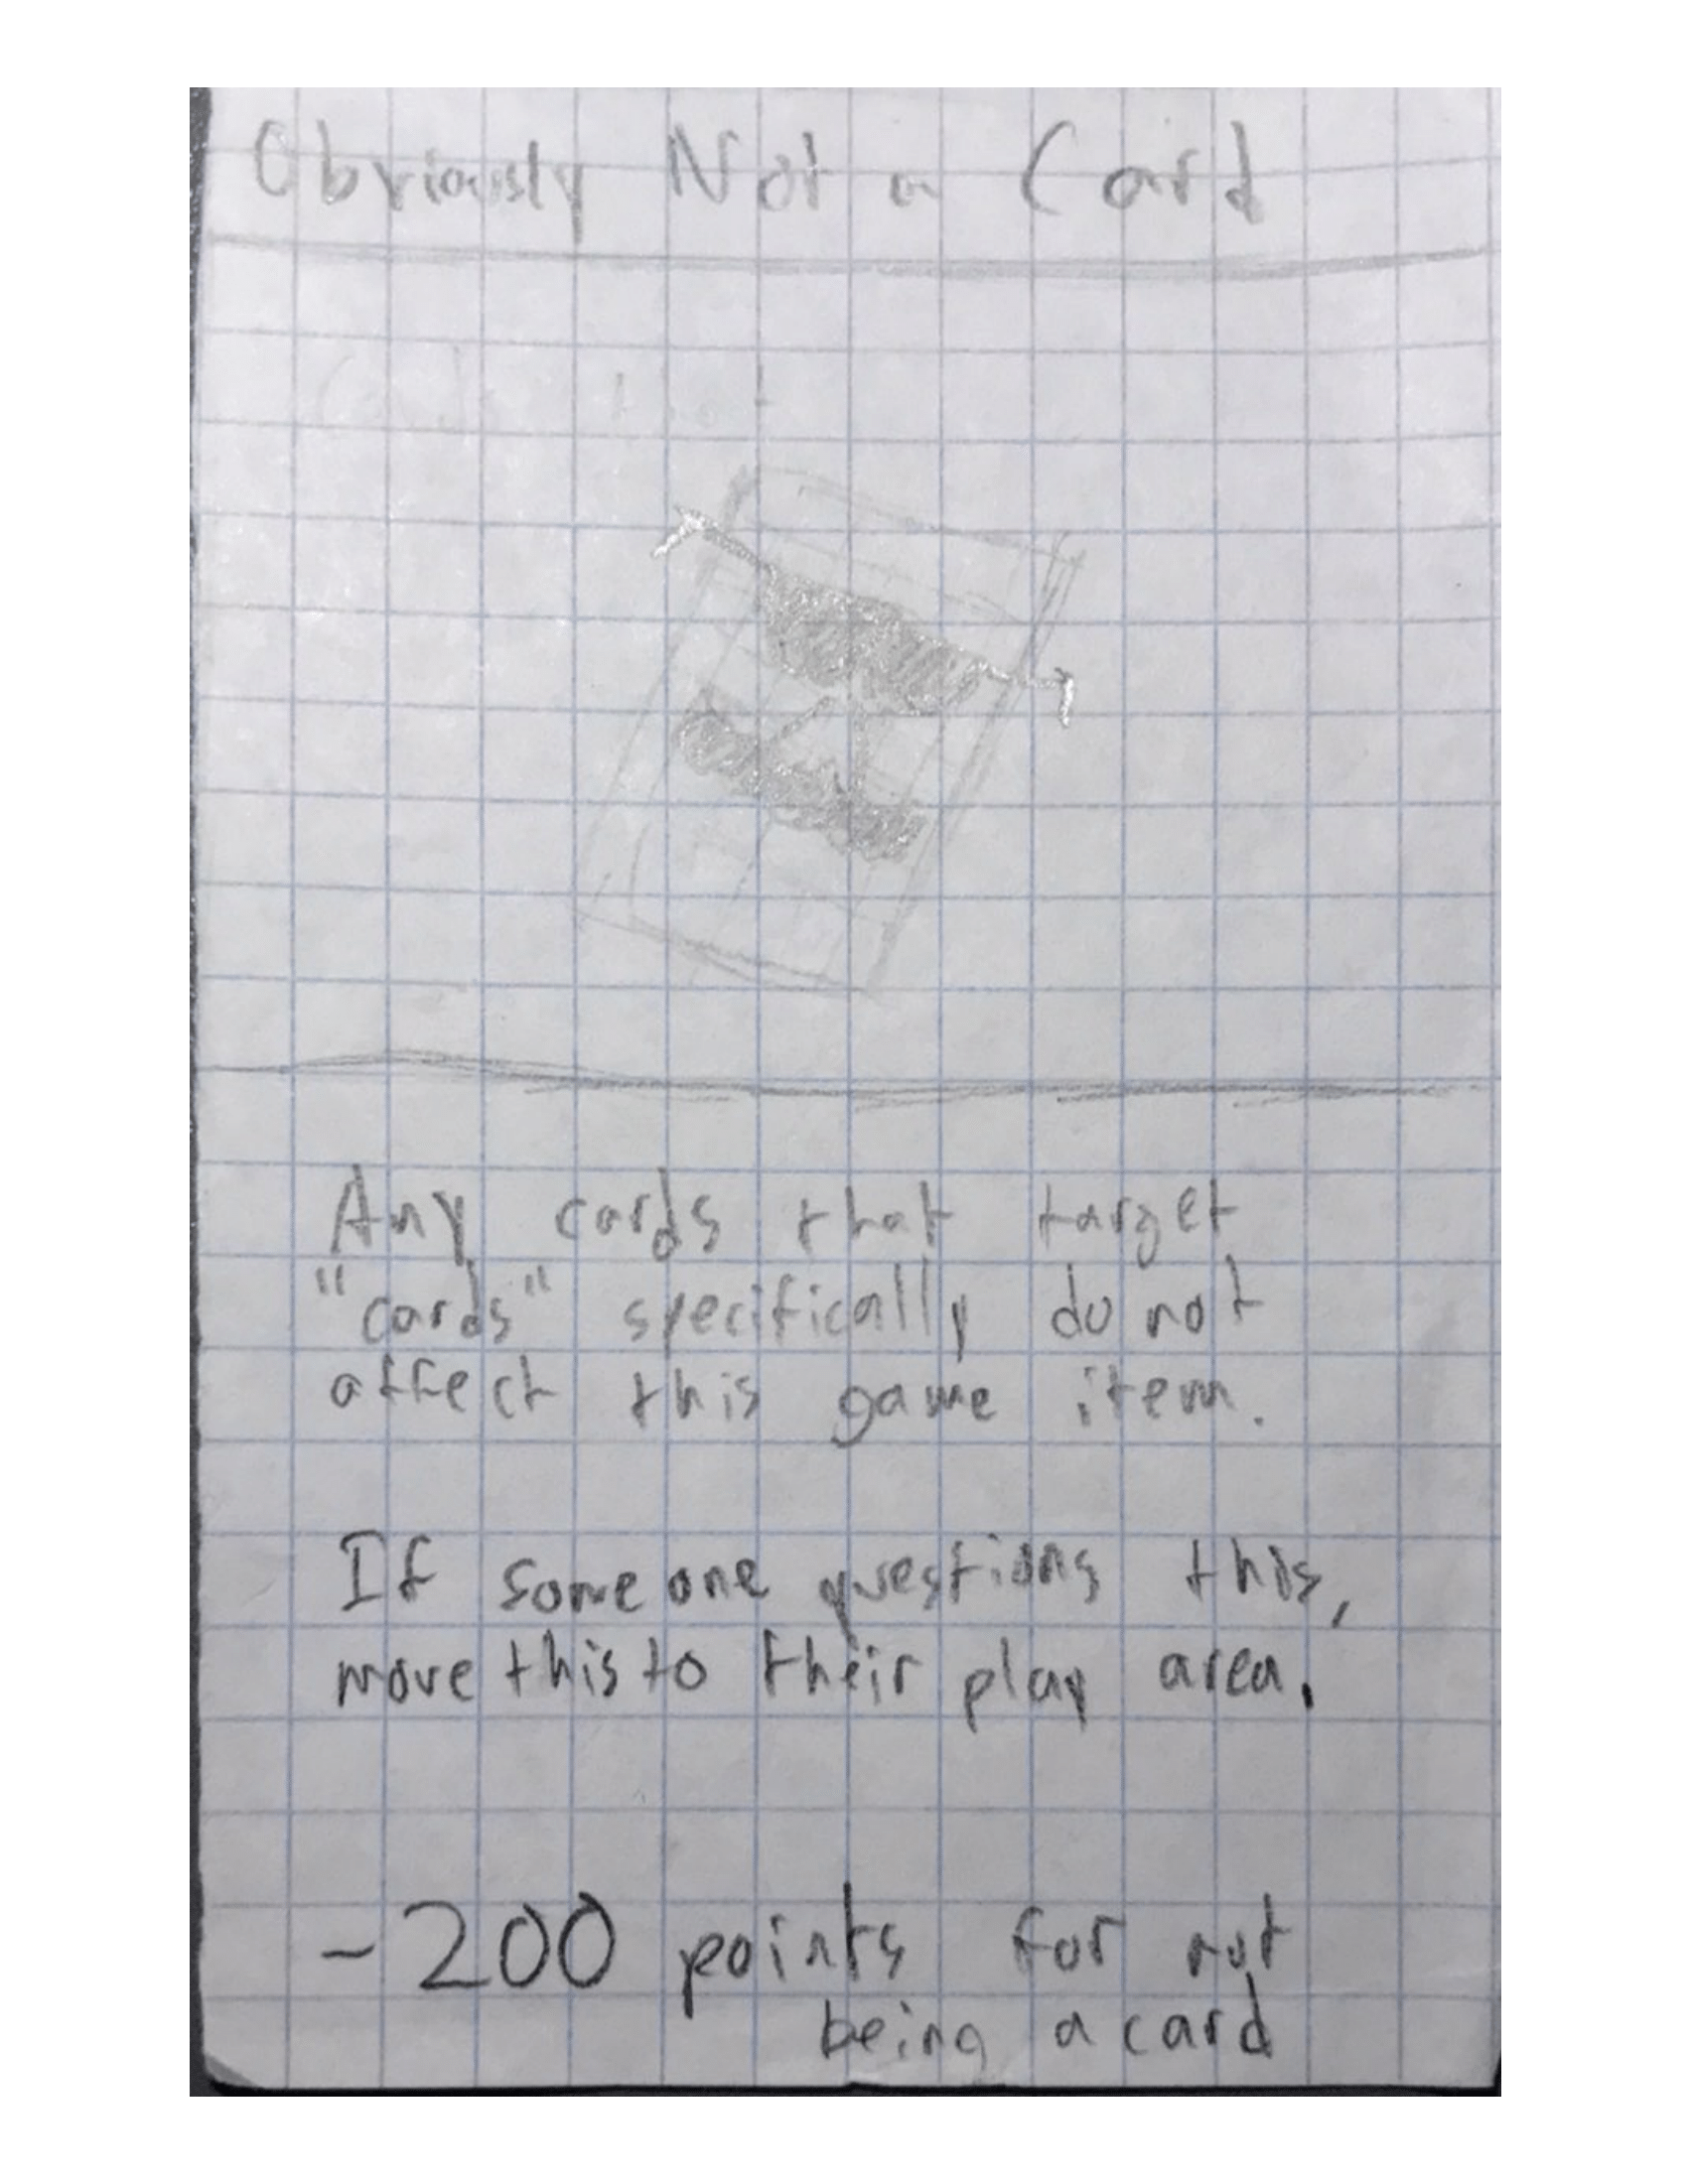 Obviously Not a Card
Any cards that target
"cards" specifically do not
affect this game item.
If someone questions this,
move this to their play area.
-200 points for not
being a card